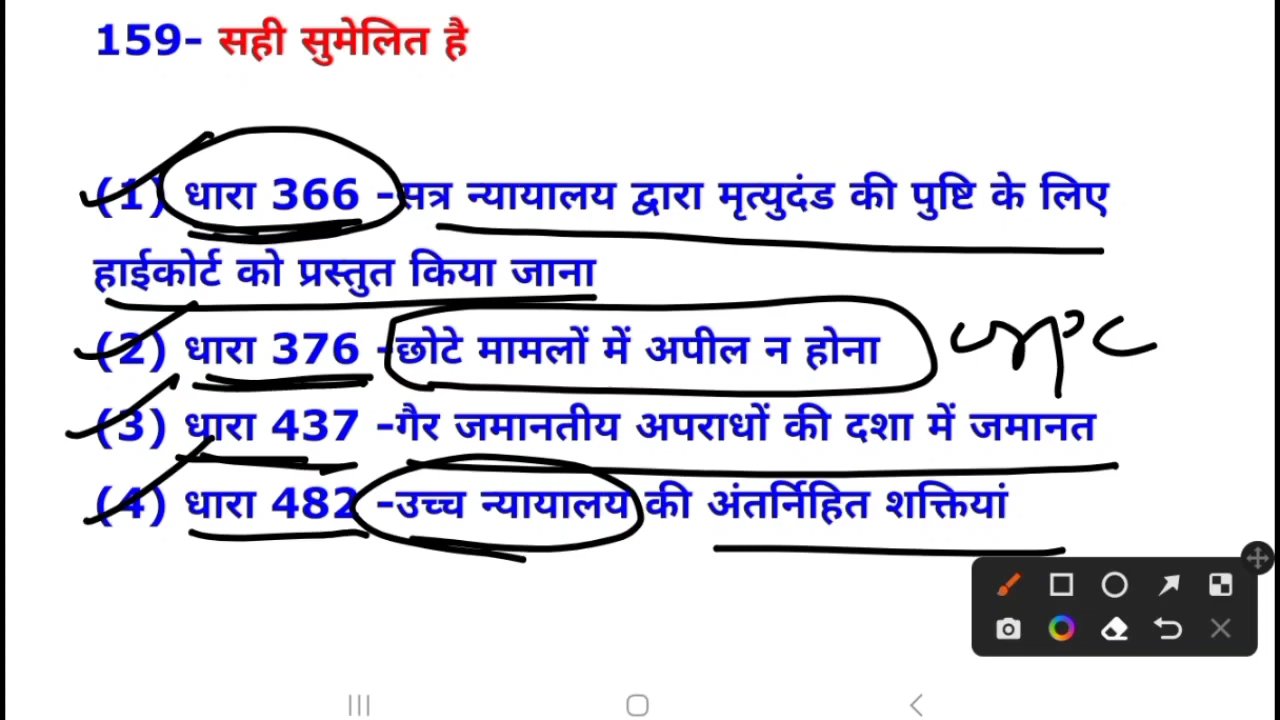 159- सही सुमेलित है
(1) धारा 366 -सत्र न्यायालय द्वारा मृत्युदंड की पुष्टि के लिए
हाईकोर्ट को प्रस्तुत किया जाना
(2) धारा 376 -छोटे मामलों में अपील न होना
(3) धारा 437 -गैर जमानतीय अपराधों की दशा में जमानत
(4) धारा 482 -उच्च न्यायालय की अंतर्निहित शक्तियां